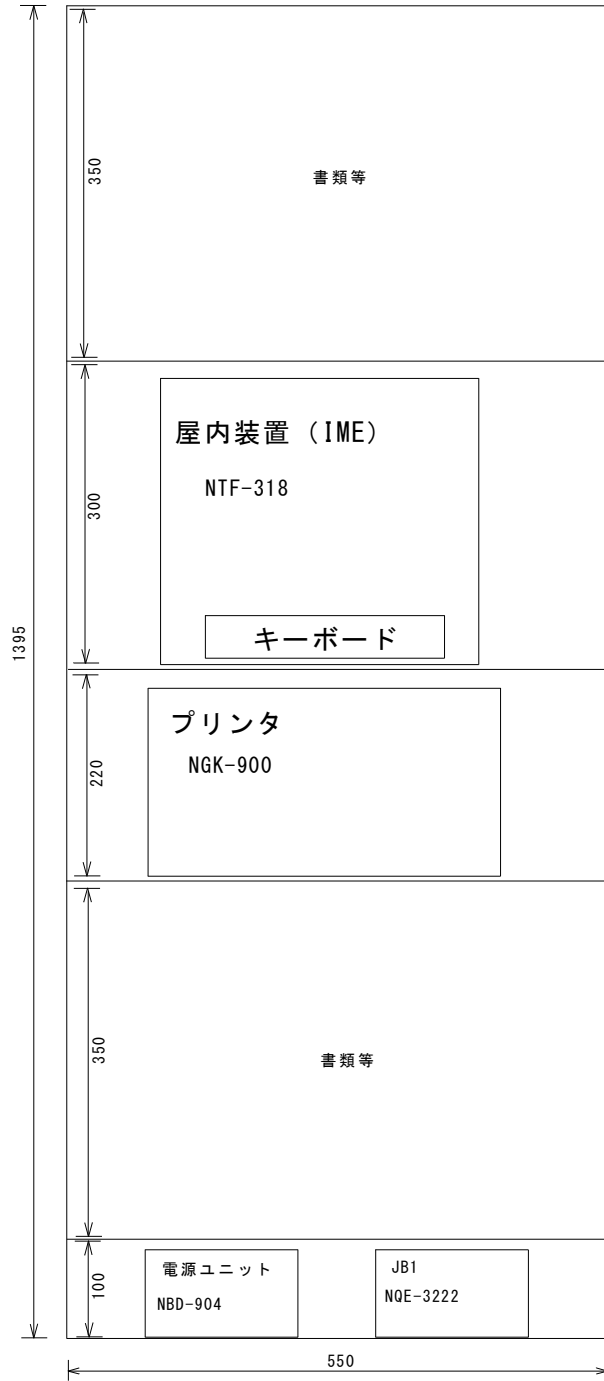 350
書類等
屋内装置（IME）
NTF-318
300
キーボード
1395
プリンタ
NGK-900
220
350
書類等
電源ユニット
NBD-904
JB1
NQE-3222
100
550